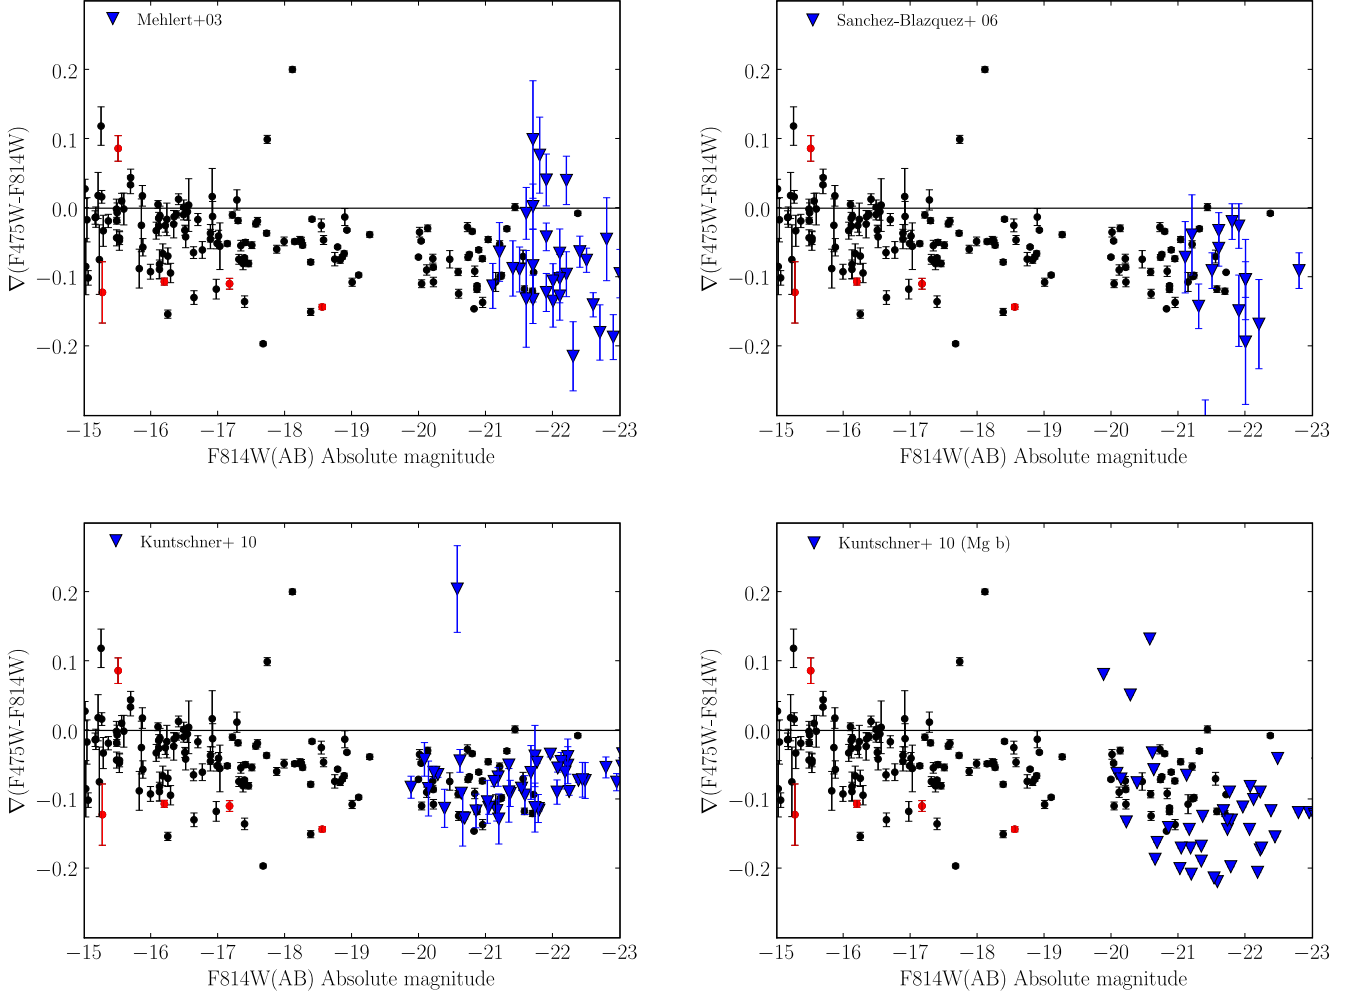 Mehlert+03
0.2
0.1
0.0
−0.1
−0.2
∇(F475W-F814W)
−15 −16 −17 −18 −19 −20 −21 −22 −23
F814W(AB) Absolute magnitude
Sanchez-Blazquez+ 06
0.2
0.1
0.0
−0.1
−0.2
∇(F475W-F814W)
−15 −16 −17 −18 −19 −20 −21 −22 −23
F814W(AB) Absolute magnitude
Kuntschner+ 10
0.2
0.1
0.0
−0.1
−0.2
∇(F475W-F814W)
−15 −16 −17 −18 −19 −20 −21 −22 −23
F814W(AB) Absolute magnitude
Kuntschner+ 10 (Mg b)
0.2
0.1
0.0
−0.1
−0.2
∇(F475W-F814W)
−15 −16 −17 −18 −19 −20 −21 −22 −23
F814W(AB) Absolute magnitude